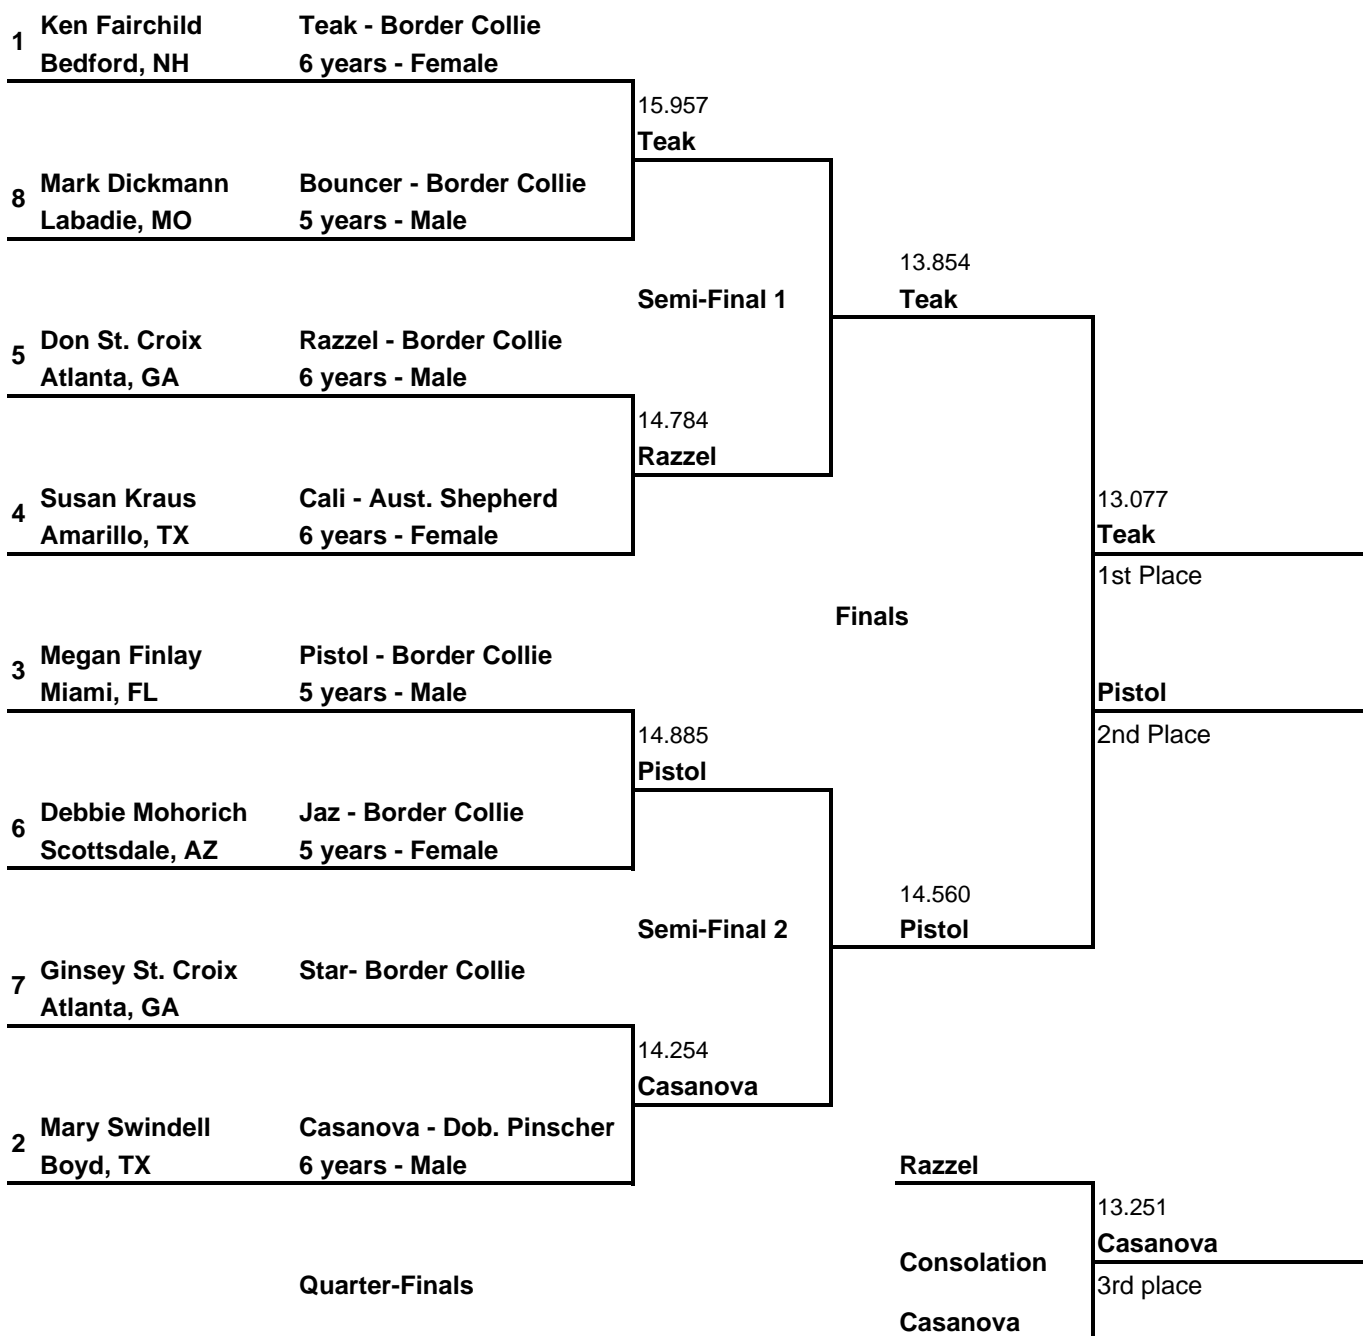 1 Ken Fairchild Teak - Border Collie
Bedford, NH 6 years - Female
15.957
Teak
8 Mark Dickmann Bouncer - Border Collie
Labadie, MO 5 years - Male
13.854
Semi-Final 1 Teak
5 Don St. Croix Razzel - Border Collie
Atlanta, GA 6 years - Male
14.784
Razzel
4 Susan Kraus Cali - Aust. Shepherd
Amarillo, TX 6 years - Female
13.077
Teak
1st Place
Finals
3 Megan Finlay Pistol - Border Collie
Miami, FL 5 years - Male
Pistol
2nd Place
14.885
Pistol
6 Debbie Mohorich Jaz - Border Collie
Scottsdale, AZ 5 years - Female
14.560
Semi-Final 2 Pistol
7 Ginsey St. Croix Star- Border Collie
Atlanta, GA
14.254
Casanova
2 Mary Swindell Casanova - Dob. Pinscher
Boyd, TX 6 years - Male
Razzel
13.251
Casanova
Consolation
Quarter-Finals 3rd place
Casanova